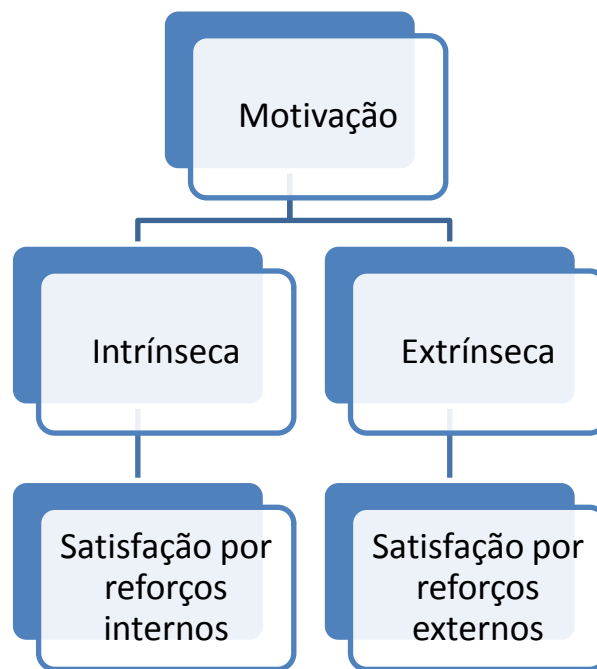 Motivação
Intrínseca
Extrínseca
Satisfação por
reforços
internos
Satisfação por
reforços
externos